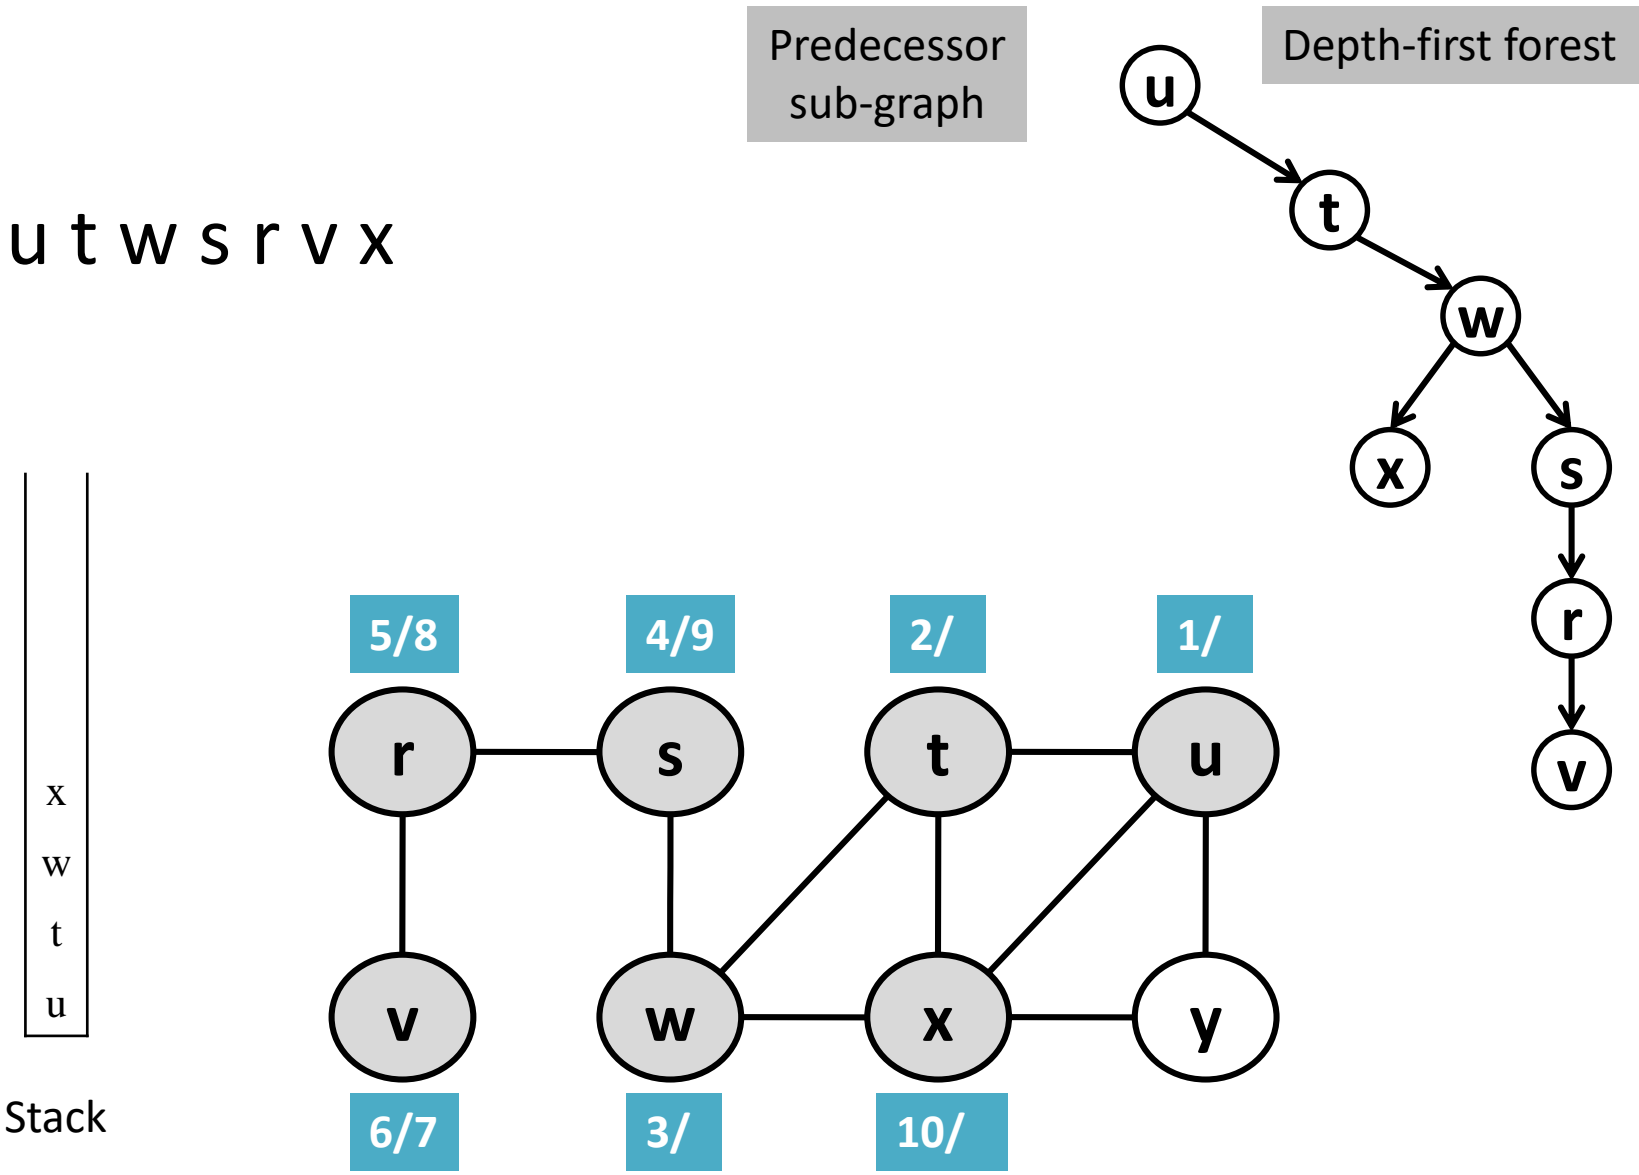 Predecessor
sub-graph
Depth-first forest
u
t
u t w s r v x
w
x
s
r
v
5/8
4/9
2/
1/
r
s
t
u
x
w
t
u
v
w
x
y
Stack
6/7
3/
10/